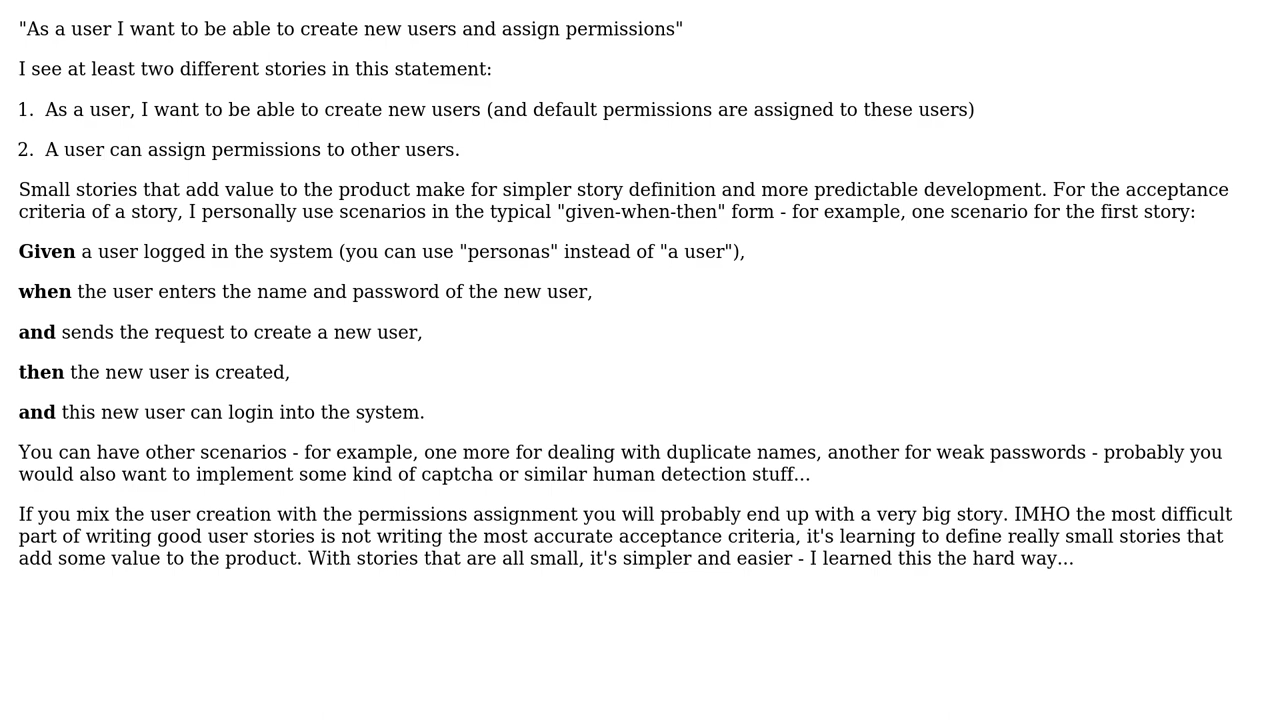 "As a user I want to be able to create new users and assign permissions"
I see at least two different stories in this statement:
1. As a user, I want to be able to create new users (and default permissions are assigned to these users)
2. A user can assign permissions to other users.
Small stories that add value to the product make for simpler story definition and more predictable development. For the acceptance
criteria of a story, I personally use scenarios in the typical "given-when-then" form - for example, one scenario for the first story:
Given a user logged in the system (you can use "personas" instead of "a user"),
when the user enters the name and password of the new user,
and sends the request to create a new user,
then the new user is created,
and this new user can login into the system.
You can have other scenarios - for example, one more for dealing with duplicate names, another for weak passwords - probably you
would also want to implement some kind of captcha or similar human detection stuff...
If you mix the user creation with the permissions assignment you will probably end up with a very big story. IMHO the most difficult
part of writing good user stories is not writing the most accurate acceptance criteria, it's learning to define really small stories that
add some value to the product. With stories that are all small, it's simpler and easier - I learned this the hard way...